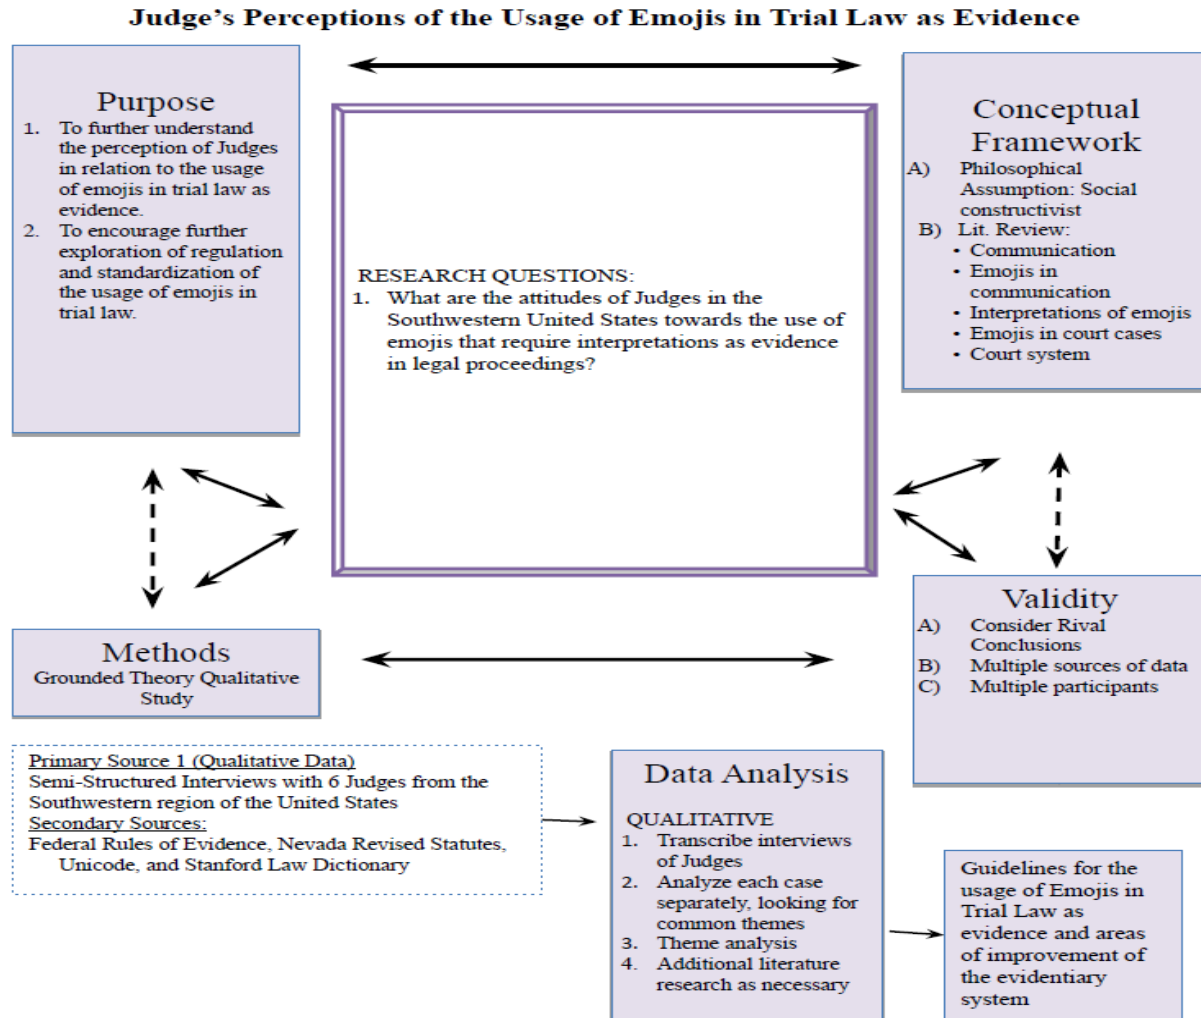 Judge's Perceptions of the Usage of Emojis in Trial Law as Evidence
Purpose
1. To further understand
the perception of Judges
in relation to the usage
of emojis in trial law as
evidence.
2. To encourage further
exploration of regulation
and standardization of
the usage of emojis in
trial law.
RESEARCH QUESTIONS:
1. What are the attitudes of Judges in the
Southwestern United States towards the use of
emojis that require interpretations as evidence
in legal proceedings?
Conceptual
Framework
A) Philosophical
Assumption: Social
constructivist
B) Lit. Review:
• Communication
• Emojis in
communication
• Interpretations of emojis
• Emojis in court cases
• Court system
Methods
Grounded Theory Qualitative
Study
Validity
A) Consider Rival
Conclusions
B) Multiple sources of data
C) Multiple participants
Primary Source 1 (Qualitative Data)
Semi-Structured Interviews with 6 Judges from the
Southwestern region of the United States
Secondary Sources:
Federal Rules of Evidence, Nevada Revised Statutes,
Unicode, and Stanford Law Dictionary
Data Analysis
QUALITATIVE
1. Transcribe interviews
of Judges
2. Analyze each case
separately, looking for
common themes
3. Theme analysis
4. Additional literature
research as necessary
Guidelines for the
usage of Emojis in
Trial Law as
evidence and areas
of improvement of
the evidentiary
system